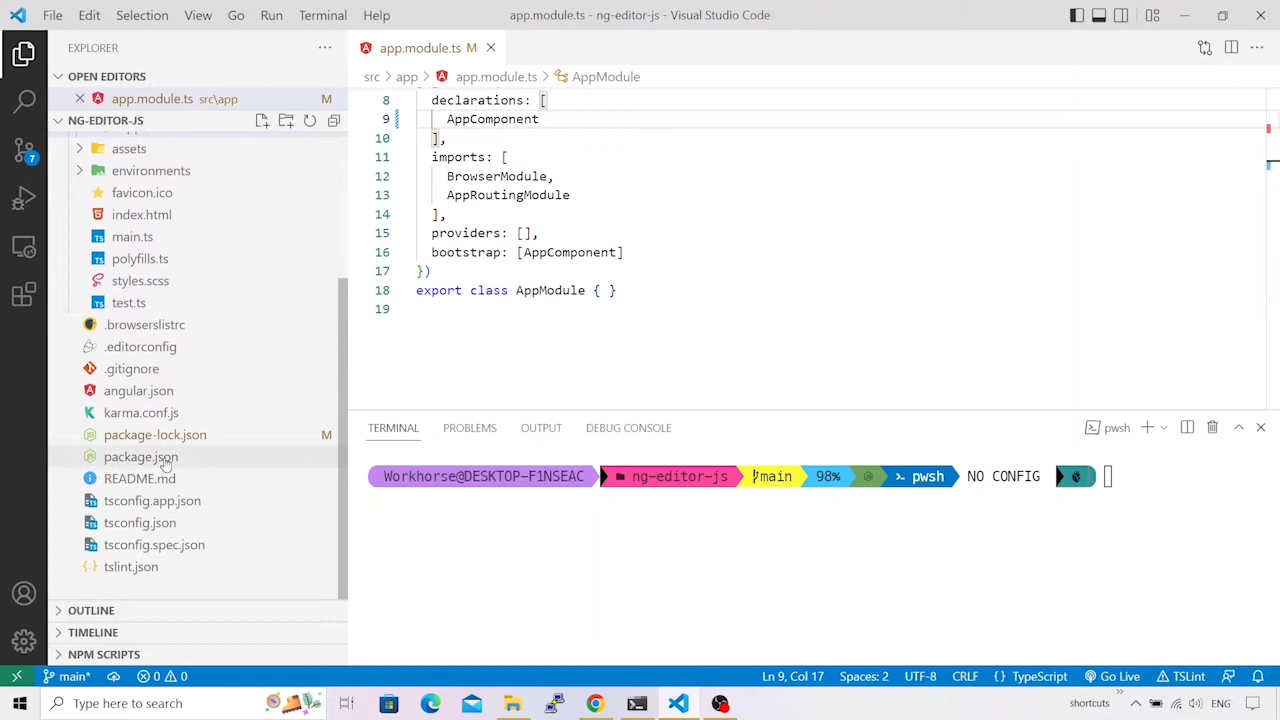 File Edit Selection View Go Run Terminal Help
app.module.ts - ng-editor-js - Visual Studio Code
EXPLORER
OPEN EDITORS
app.module.ts src\app M
NG-EDITOR-JS
assets
environments
favicon.ico
index.html
main.ts
polyfills.ts
styles.scss
test.ts
.browserslistrc
.editorconfig
.gitignore
angular.json
karma.conf.js
package-lock.json M
package.json
README.md
tsconfig.app.json
tsconfig.json
tsconfig.spec.json
tslint.json
OUTLINE
TIMELINE
NPM SCRIPTS
7
app.module.ts M
src > app > app.module.ts > AppModule
8 declarations: [
9 AppComponent
10 ],
11 imports: [
12 BrowserModule,
13 AppRoutingModule
14 ],
15 providers: [],
16 bootstrap: [AppComponent]
17 })
18 export class AppModule { }
19
TERMINAL PROBLEMS OUTPUT DEBUG CONSOLE
pwsh
Workhorse@DESKTOP-F1NSEAC ng-editor-js main 98% pwsh NO CONFIG
main* 0 0 Ln 9, Col 17 Spaces: 2 UTF-8 CRLF { } TypeScript Go Live TSLint
Type here to search
shortcuts » ENG